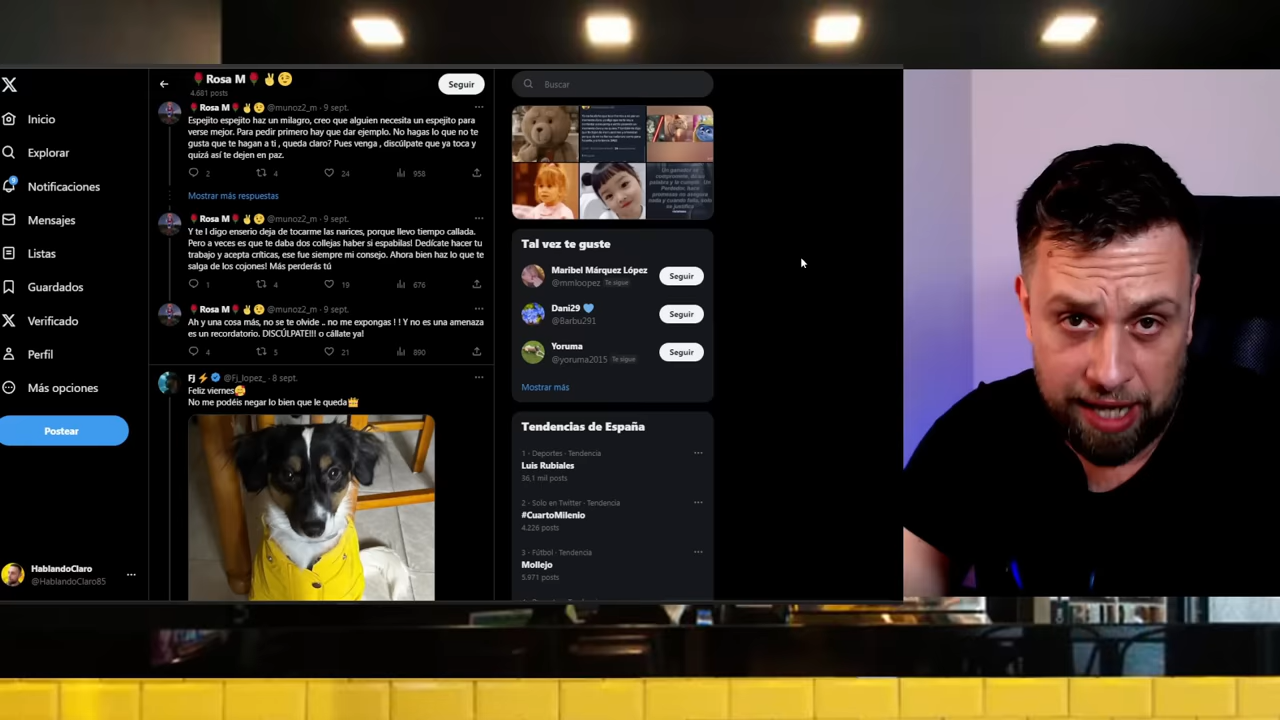 Inicio
Explorar
Notificaciones
Mensajes
Listas
Guardados
Verificado
Perfil
Más opciones
Postear
HablandoClaro
@HablandoClaro85
🌹Rosa M🌹✌😉
4.681 posts
Seguir
🌹Rosa M🌹✌😉 @munoz2_m · 9 sept.
Espejito espejito haz un milagro, creo que alguien necesita un espejito para
verse mejor. Para pedir primero hay que dar ejemplo. No hagas lo que no te
gusta que te hagan a ti , queda claro? Pues venga , discúlpate que ya toca y
quizá asi te dejen en paz.
2 4 24 958
Mostrar más respuestas
🌹Rosa M🌹✌😉 @munoz2_m · 9 sept.
Y te l digo enserio deja de tocarme las narices, porque llevo tiempo callada.
Pero a veces es que te daba dos collejas haber si espabilas! Dedícate hacer tu
trabajo y acepta críticas, ese fue siempre mi consejo. Ahora bien haz lo que te
salga de los cojones! Más perderás tú
1 4 19 676
🌹Rosa M🌹✌😉 @munoz2_m · 9 sept.
Ah y una cosa más, no se te olvide .. no me expongas ! ! Y no es una amenaza
es un recordatorio. DISCÚLPATE!!! o cállate ya!
4 5 21 890
Fj⚡ @Fj_lopez_ · 8 sept.
Feliz viernes
No me podéis negar lo bien que le queda👑
Buscar
Tal vez te guste
Maribel Márquez López
@mmloopez Te sigue
Seguir
Dani29 🩵
@Barbu291
Seguir
Yoruma
@yoruma2015 Te sigue
Seguir
Mostrar más
Tendencias de España
1 · Deportes · Tendencia
Luis Rubiales
36,1 mil posts
2 · Solo en Twitter · Tendencia
#CuartoMilenio
4.226 posts
3 · Fútbol · Tendencia
Mollejo
5.971 posts